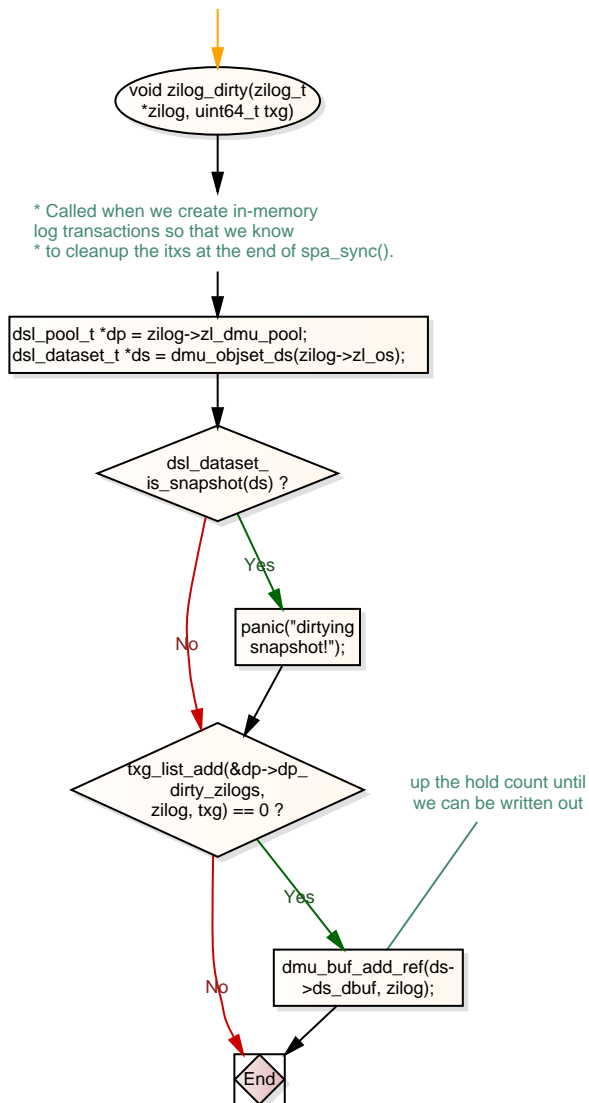 void zilog_dirty(zilog_t
*zilog, uint64_t txg)
* Called when we create in-memory
log transactions so that we know
* to cleanup the itxs at the end of spa_sync().
dsl_pool_t *dp = zilog->zl_dmu_pool;
dsl_dataset_t *ds = dmu_objset_ds(zilog->zl_os);
dsl_dataset_
is_snapshot(ds) ?
Yes
No
panic("dirtying
snapshot!");
txg_list_add(&dp->dp_
dirty_zilogs,
zilog, txg) == 0 ?
up the hold count until
we can be written out
Yes
No
dmu_buf_add_ref(ds-
>ds_dbuf, zilog);
End